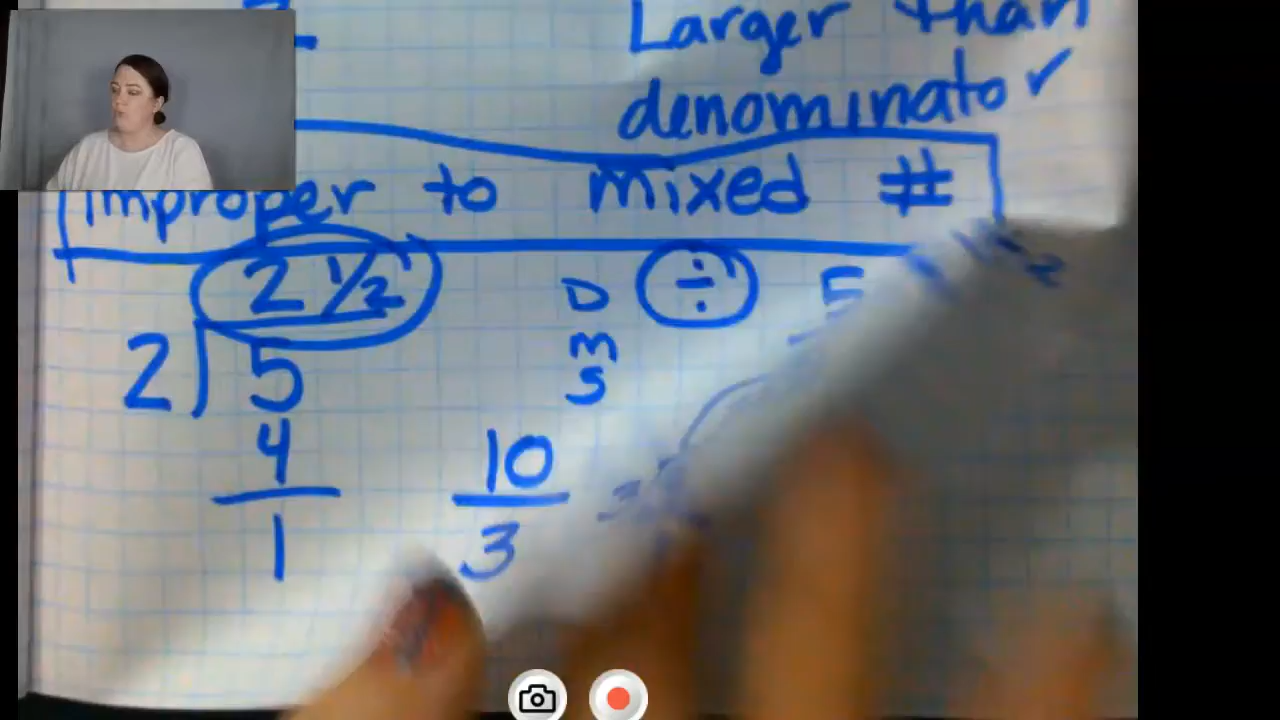 Larger than
denominator
improper to mixed #
2 1/2 D ÷ 5
2 5 m
4 S
10
1 3